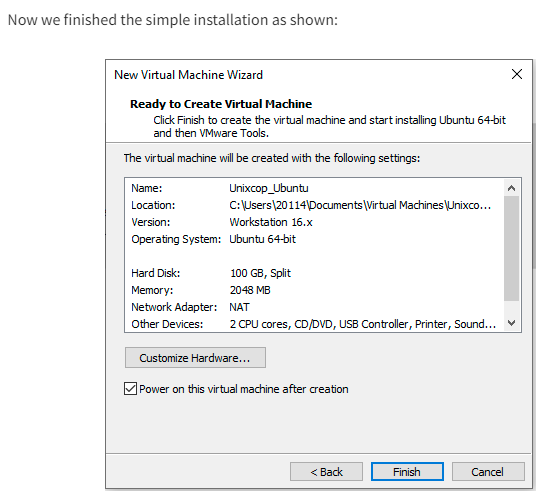 Now we finished the simple installation as shown:
New Virtual Machine Wizard
Ready to Create Virtual Machine
Click Finish to create the virtual machine and start installing Ubuntu 64-bit
and then VMware Tools.
The virtual machine will be created with the following settings:
Name: Unixcop_Ubuntu
Location: C:\Users\20114\Documents\Virtual Machines\Unixco...
Version: Workstation 16.x
Operating System: Ubuntu 64-bit
Hard Disk: 100 GB, Split
Memory: 2048 MB
Network Adapter: NAT
Other Devices: 2 CPU cores, CD/DVD, USB Controller, Printer, Sound...
Customize Hardware...
Power on this virtual machine after creation
< Back Finish Cancel